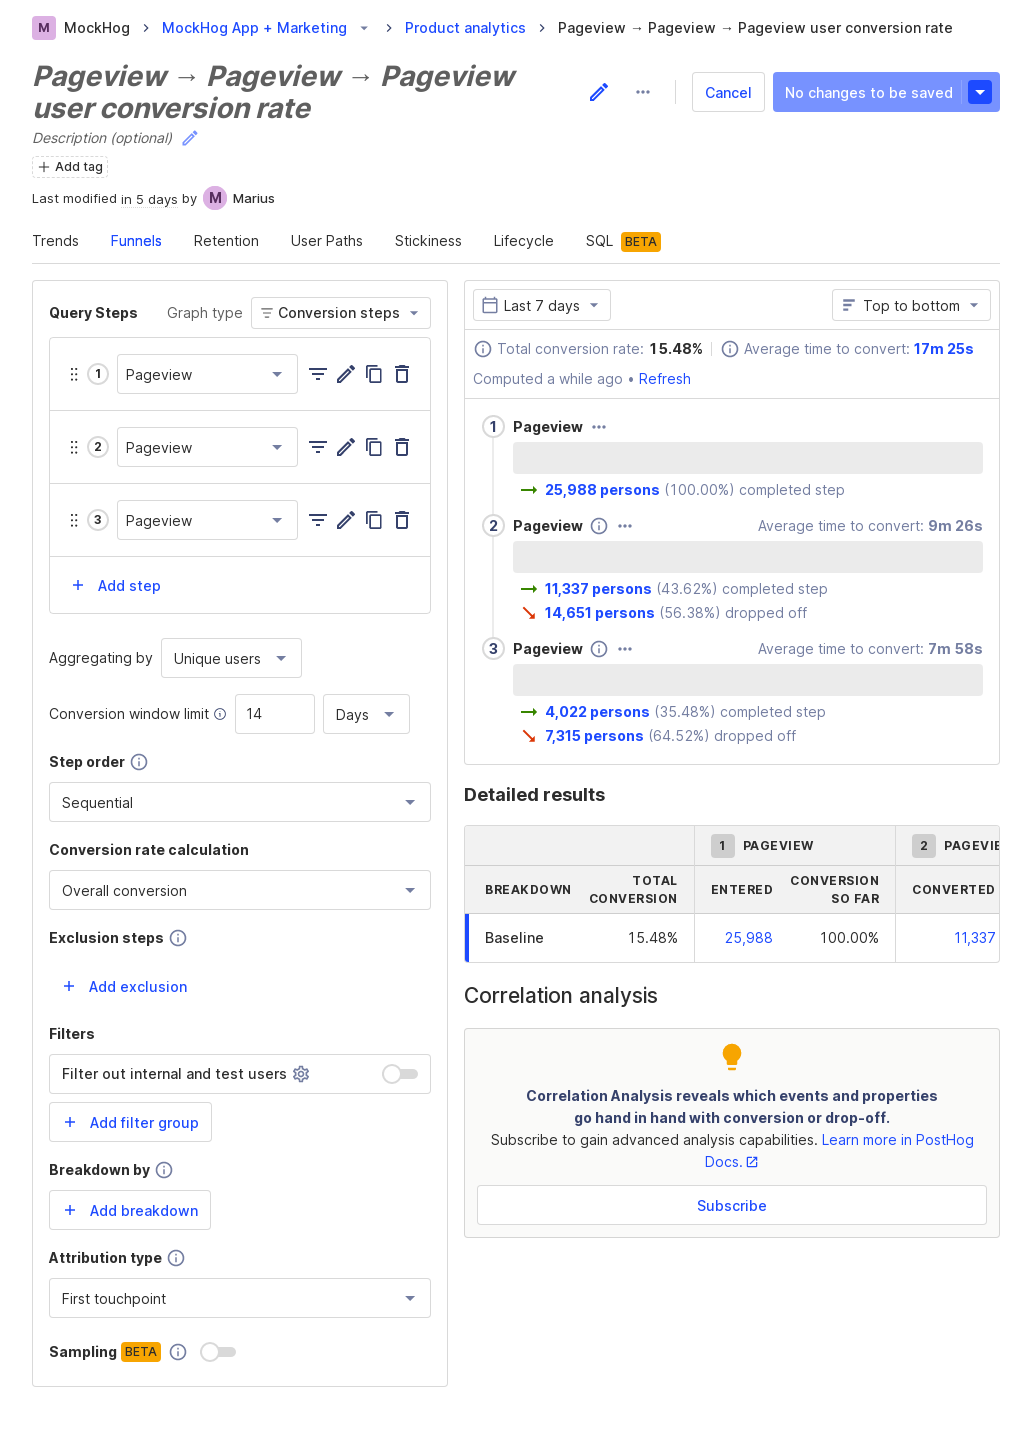 M MockHog MockHog App + Marketing Product analytics Pageview → Pageview → Pageview user conversion rate
Pageview → Pageview → Pageview
user conversion rate
Cancel
No changes to be saved
Description (optional)
Add tag
Last modified in 5 days by M Marius
Trends Funnels Retention User Paths Stickiness Lifecycle SQL BETA
Query Steps Graph type Conversion steps
1 Pageview
2 Pageview
3 Pageview
Add step
Aggregating by Unique users
Conversion window limit 14 Days
Step order
Sequential
Conversion rate calculation
Overall conversion
Exclusion steps
Add exclusion
Filters
Filter out internal and test users
Add filter group
Breakdown by
Add breakdown
Attribution type
First touchpoint
Sampling BETA
Last 7 days Top to bottom
Total conversion rate: 15.48% Average time to convert: 17m 25s
Computed a while ago • Refresh
1 Pageview
25,988 persons (100.00%) completed step
2 Pageview Average time to convert: 9m 26s
11,337 persons (43.62%) completed step
14,651 persons (56.38%) dropped off
3 Pageview Average time to convert: 7m 58s
4,022 persons (35.48%) completed step
7,315 persons (64.52%) dropped off
Detailed results
1 PAGEVIEW 2 PAGEVIE
BREAKDOWN TOTAL CONVERSION ENTERED CONVERSION SO FAR CONVERTED
Baseline 15.48% 25,988 100.00% 11,337
Correlation analysis
Correlation Analysis reveals which events and properties
go hand in hand with conversion or drop-off.
Subscribe to gain advanced analysis capabilities. Learn more in PostHog
Docs.
Subscribe